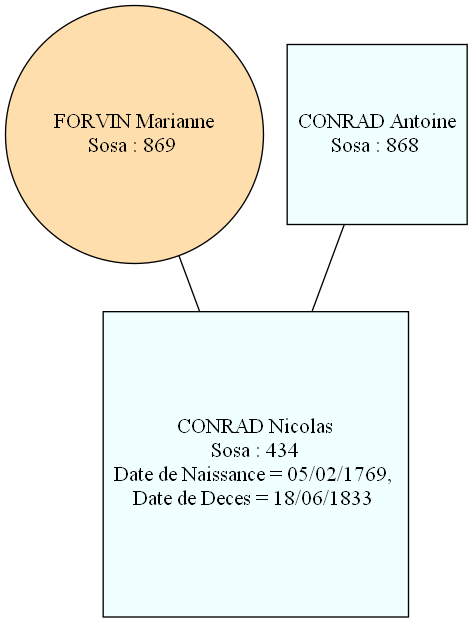 FORVIN Marianne
Sosa : 869
CONRAD Antoine
Sosa : 868
CONRAD Nicolas
Sosa : 434
Date de Naissance = 05/02/1769,
Date de Deces = 18/06/1833